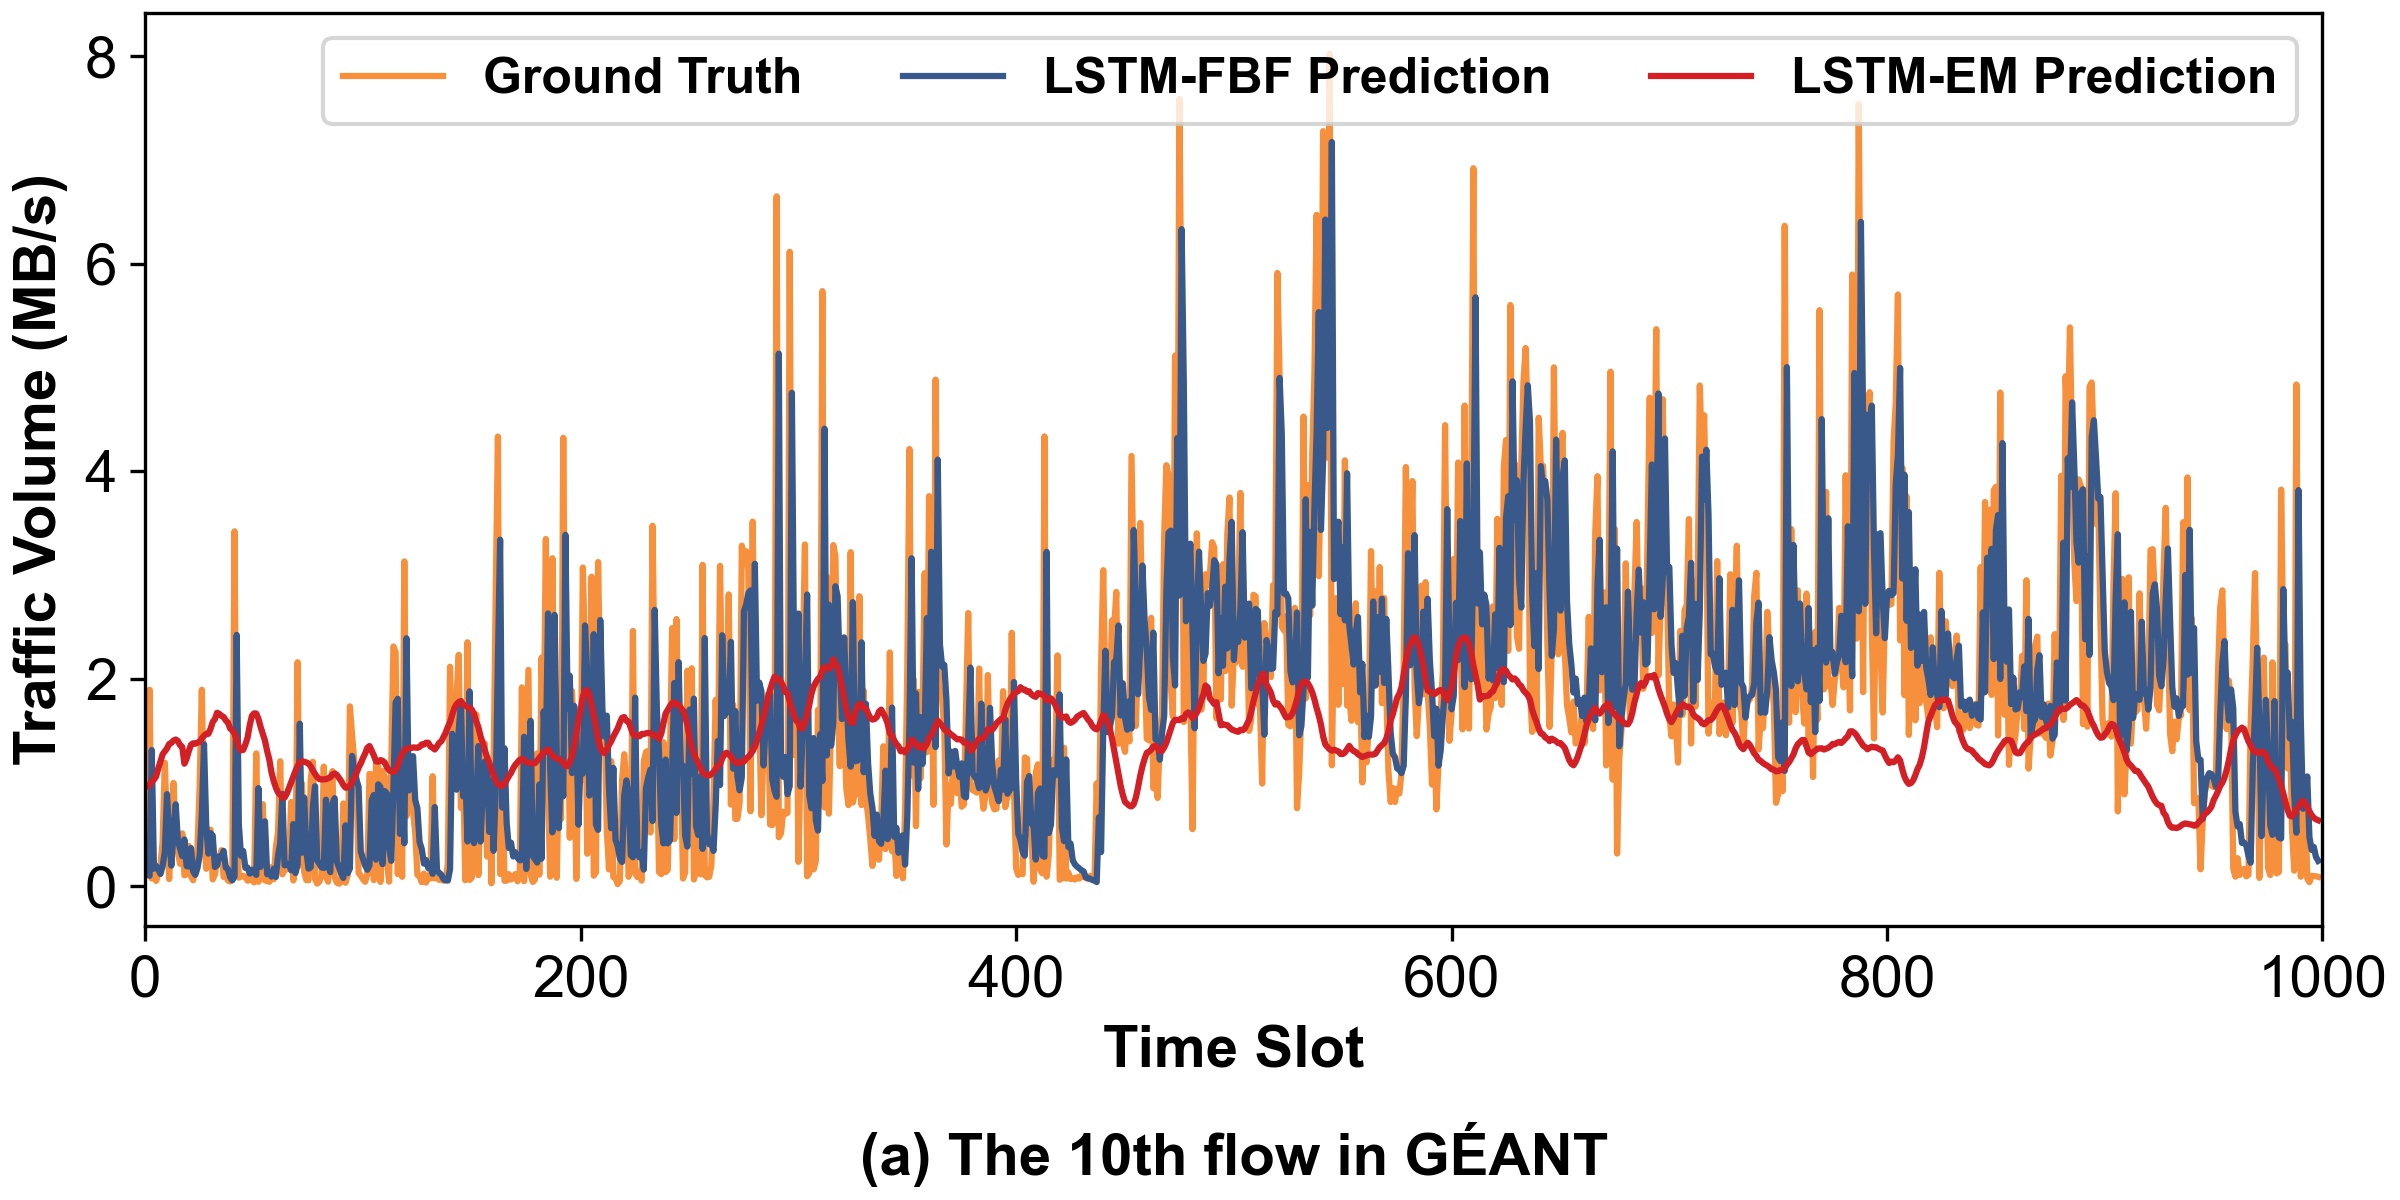 Ground Truth LSTM-FBF Prediction LSTM-EM Prediction
Traffic Volume (MB/s)
8
6
4
2
0
0 200 400 600 800 1000
Time Slot
(a) The 10th flow in GÉANT